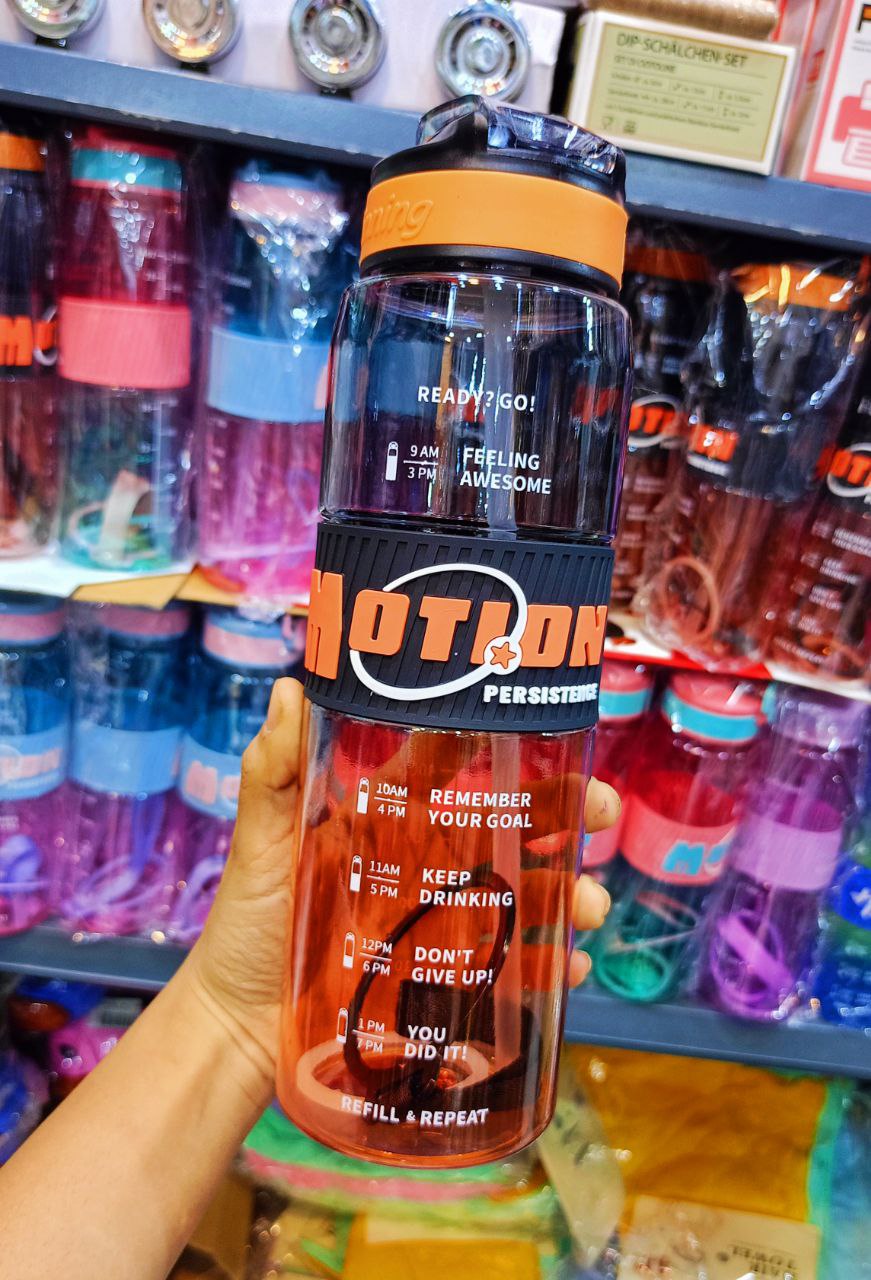 DIP-SCHÄLCHEN-SET
READY? GO!
9 AM
3 PM
FEELING
AWESOME
MOTION
PERSISTENCE
10AM
4 PM
REMEMBER
YOUR GOAL
11AM
5 PM
KEEP
DRINKING
12PM
6 PM
DON'T
GIVE UP!
1 PM
7 PM
YOU
DID IT!
REFILL & REPEAT
TOWEL